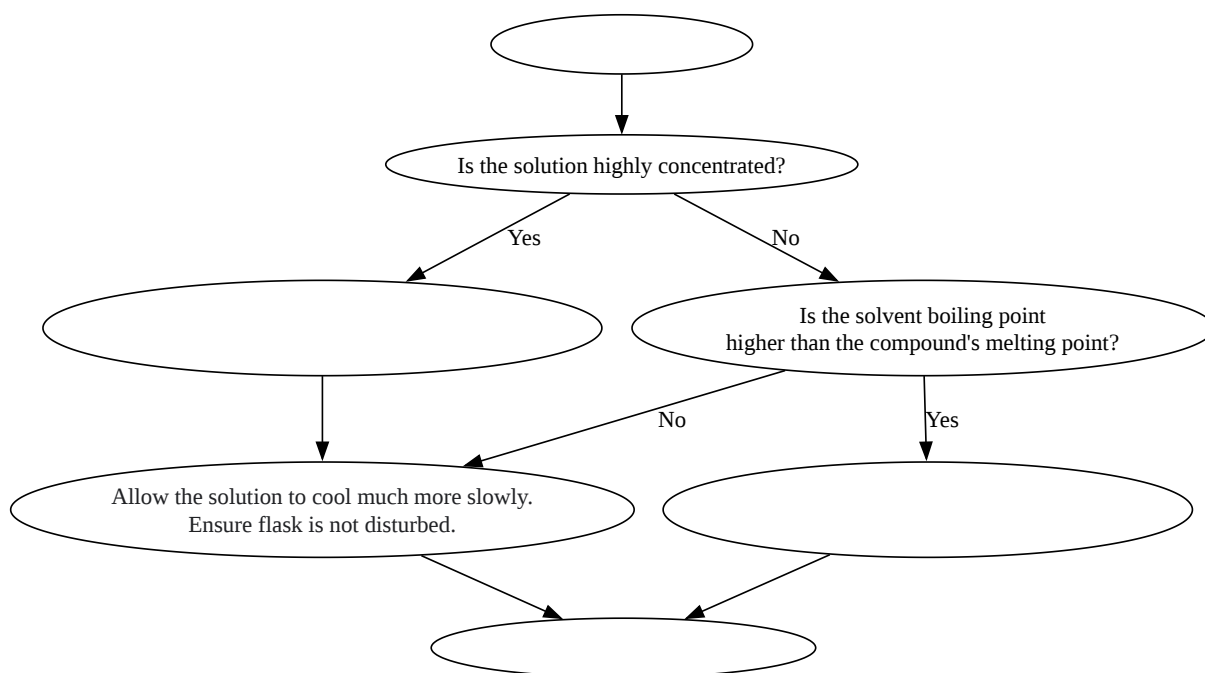 Is the solution highly concentrated?
Yes
No
Is the solvent boiling point
higher than the compound's melting point?
No
Yes
Allow the solution to cool much more slowly.
Ensure flask is not disturbed.